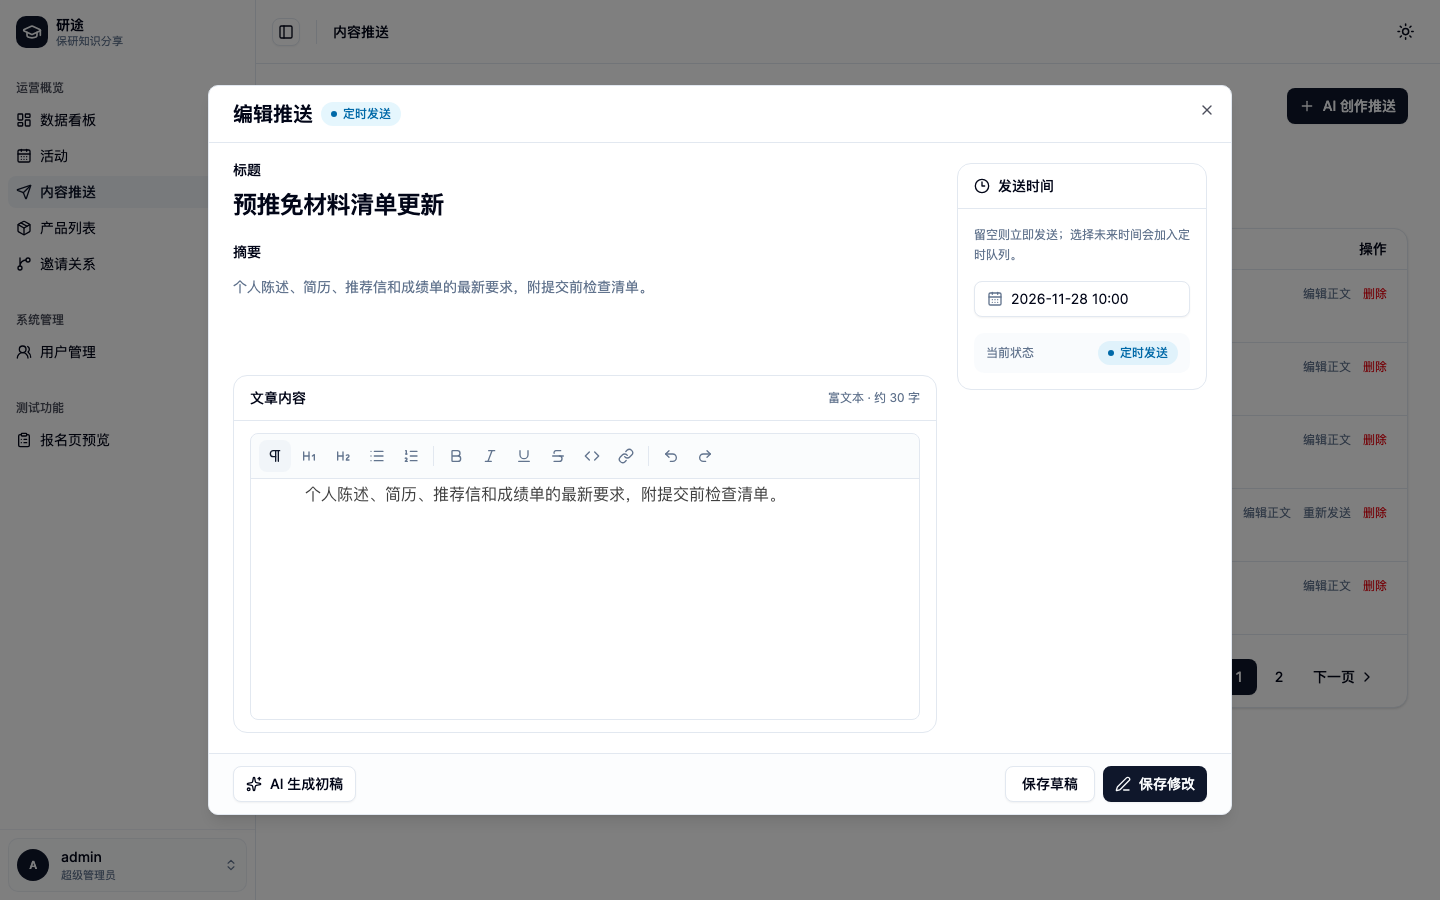 研途
保研知识分享
运营概览
数据看板
活动
内容推送
产品列表
邀请关系
系统管理
用户管理
测试功能
报名页预览
A
admin
超级管理员
内容推送
AI 创作推送
操作
编辑正文 删除
编辑正文 删除
编辑正文 删除
编辑正文 重新发送 删除
编辑正文 删除
1 2 下一页
编辑推送 定时发送
标题
预推免材料清单更新
摘要
个人陈述、简历、推荐信和成绩单的最新要求，附提交前检查清单。
文章内容 富文本 · 约 30 字
H1 H2 B I U S
个人陈述、简历、推荐信和成绩单的最新要求，附提交前检查清单。
发送时间
留空则立即发送；选择未来时间会加入定
时队列。
2026-11-28 10:00
当前状态 定时发送
AI 生成初稿
保存草稿
保存修改